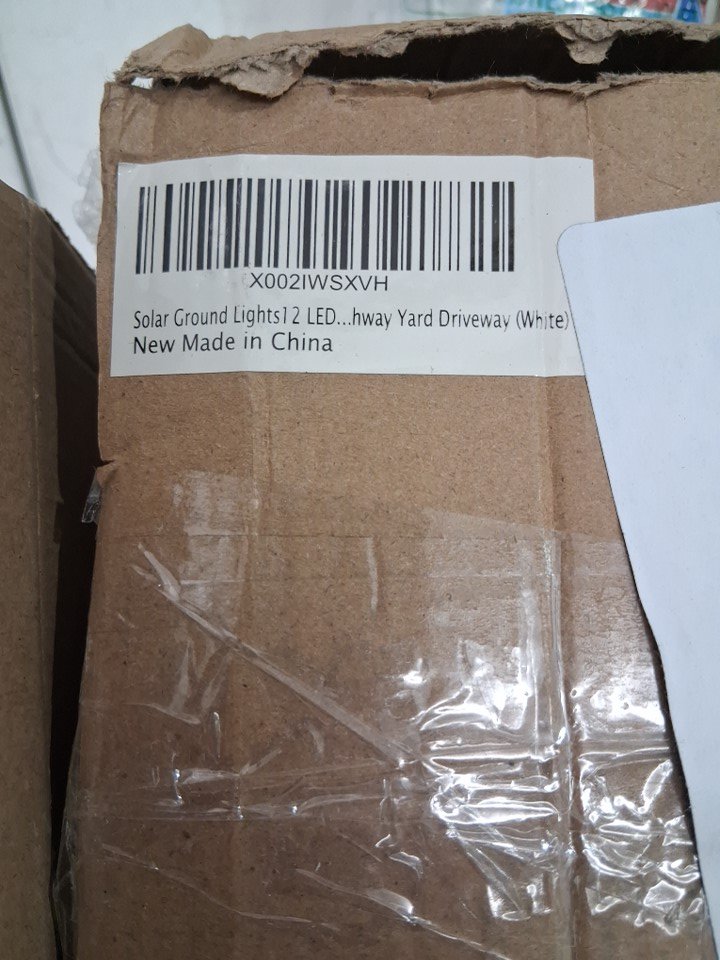 X002IWSXVH
Solar Ground Lights12 LED...hway Yard Driveway (White)
New Made in China